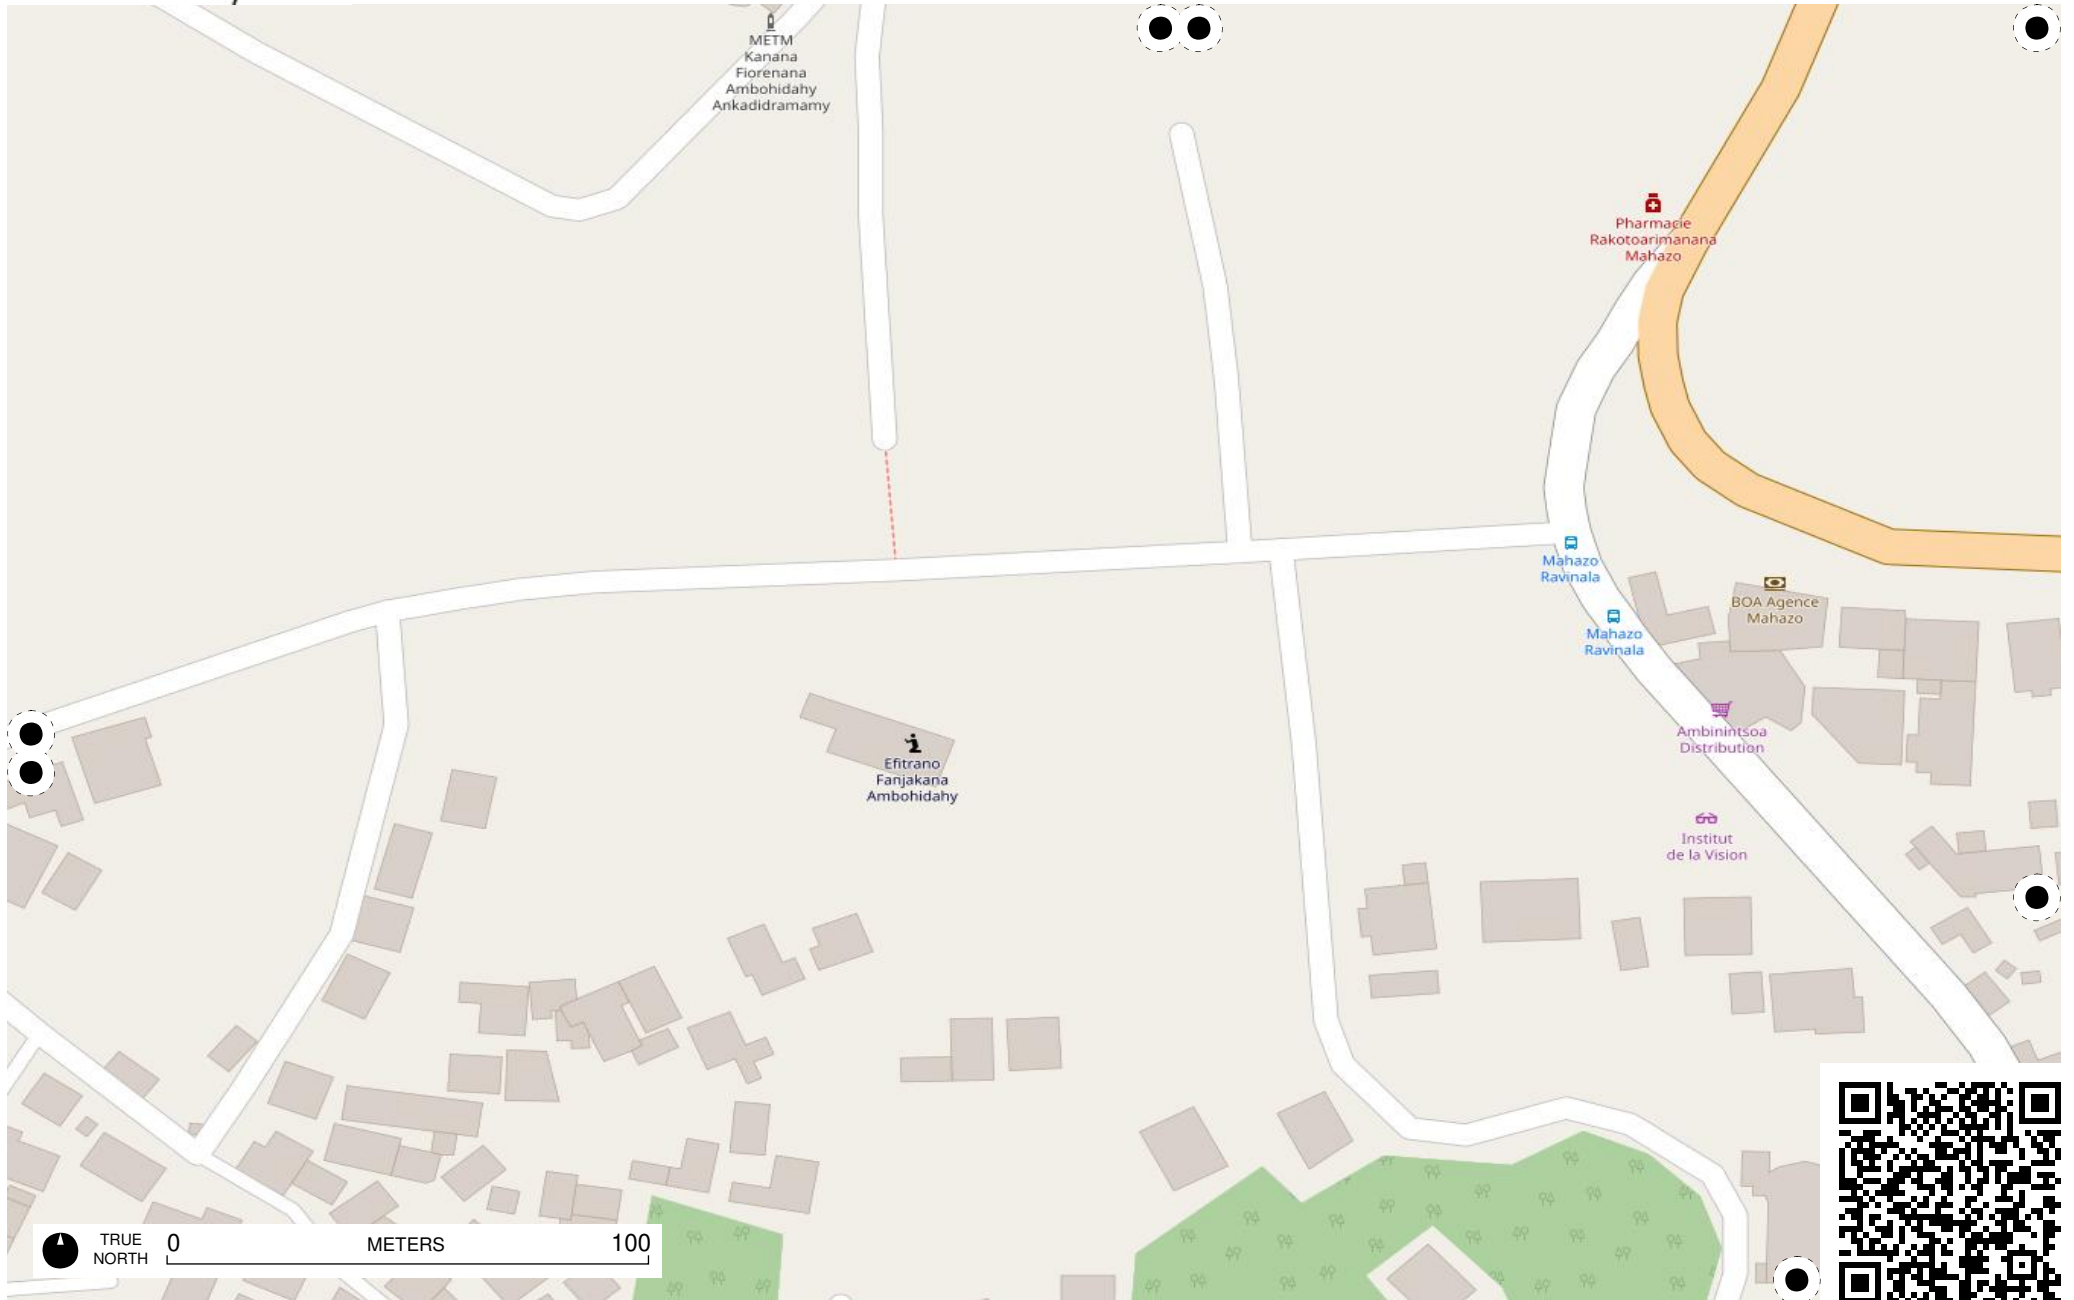 METM
Kanana
Fiorenana
Ambohidahy
Ankadidramamy
Pharmacie
Rakotoarimanana
Mahazo
Mahazo
Ravinala
BOA Agence
Mahazo
Mahazo
Ravinala
Ambinintsoa
Distribution
Efitrano
Fanjakana
Ambohidahy
Institut
de la Vision
TRUE
NORTH
0 METERS 100